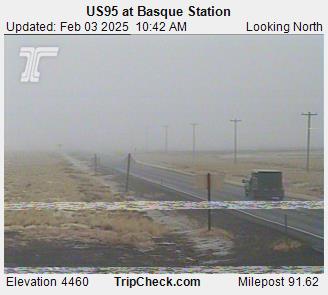 US95 at Basque Station
Updated: Feb 03 2025 10:42 AM Looking North
Elevation 4460 TripCheck.com Milepost 91.62